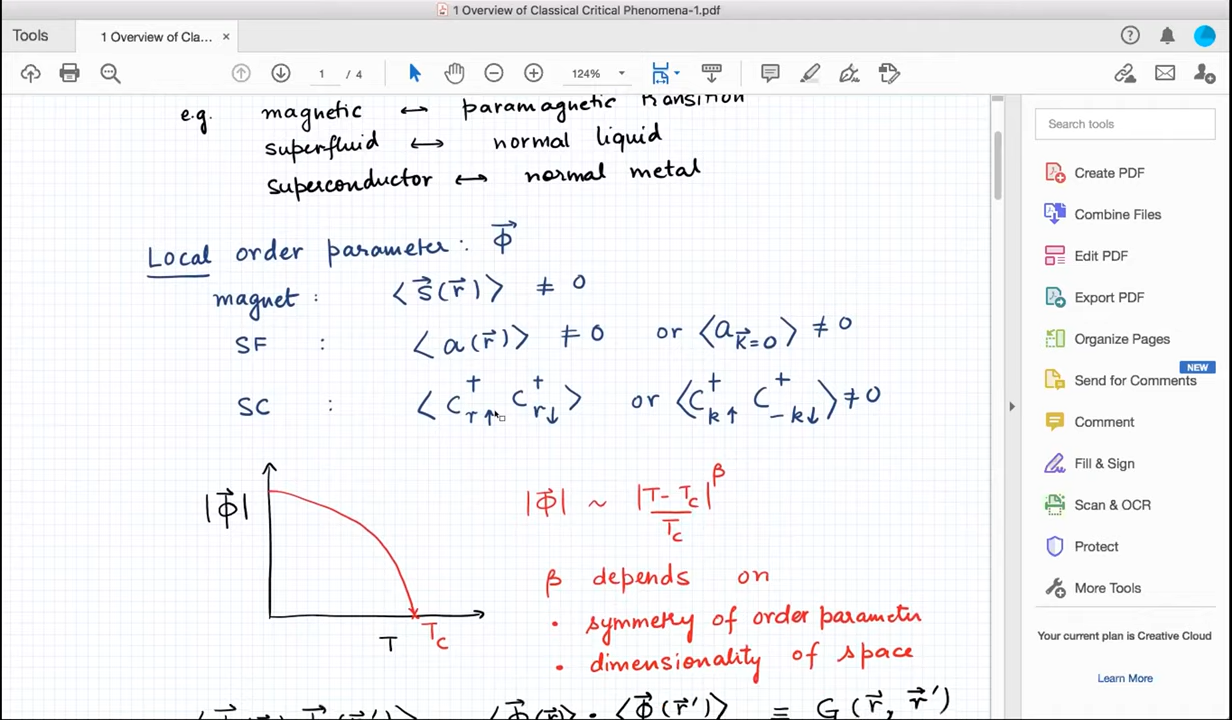 1 Overview of Classical Critical Phenomena-1.pdf
Tools
1 Overview of Cla... ×
1 / 4
124%
e.g. magnetic ↔ paramagnetic transition
superfluid ↔ normal liquid
superconductor ↔ normal metal
Local order parameter : Φ⃗
magnet : ⟨S⃗(r⃗)⟩ ≠ 0
SF : ⟨a(r⃗)⟩ ≠ 0 or ⟨a_{k⃗=0}⟩ ≠ 0
SC : ⟨C†_{r↑} C†_{r↓}⟩ or ⟨C†_{k↑} C†_{-k↓}⟩ ≠ 0
|Φ⃗|
|Φ⃗| ~ |T - Tc / Tc|^β
β depends on
• symmetry of order parameter
• dimensionality of space
T Tc
⟨Φ⃗(r⃗)⟩ · ⟨Φ⃗(r⃗')⟩ ≡ G(r⃗, r⃗')
Search tools
Create PDF
Combine Files
Edit PDF
Export PDF
Organize Pages
NEW
Send for Comments
Comment
Fill & Sign
Scan & OCR
Protect
More Tools
Your current plan is Creative Cloud
Learn More